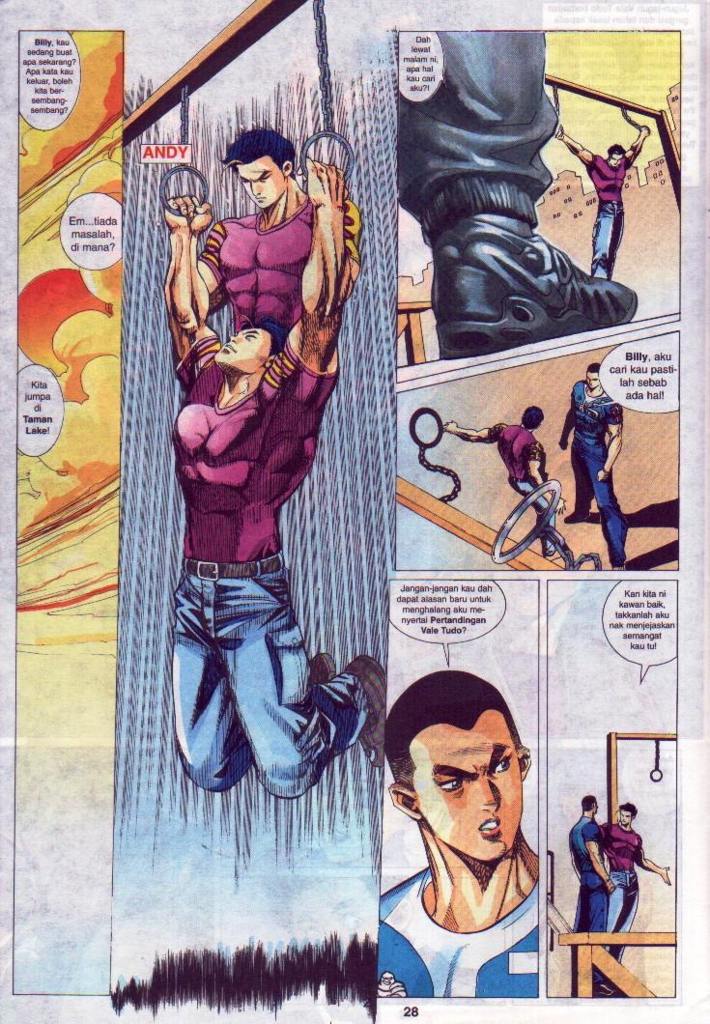 Billy, kau
sedang buat
apa sekarang?
Apa kata kau
keluar, boleh
kita ber-
sembang-
sembang?
Em...tiada
masalah,
di mana?
Kita
jumpa
di
Taman
Lake!
ANDY
Dah
lewat
malam ni,
apa hal
kau cari
aku?!
Billy, aku
cari kau pasti-
lah sebab
ada hal!
Jangan-jangan kau dah
dapat alasan baru untuk
menghalang aku me-
nyertai Pertandingan
Vale Tudo?
Kan kita ni
kawan baik,
takkanlah aku
nak menjejaskan
semangat
kau tu!
28